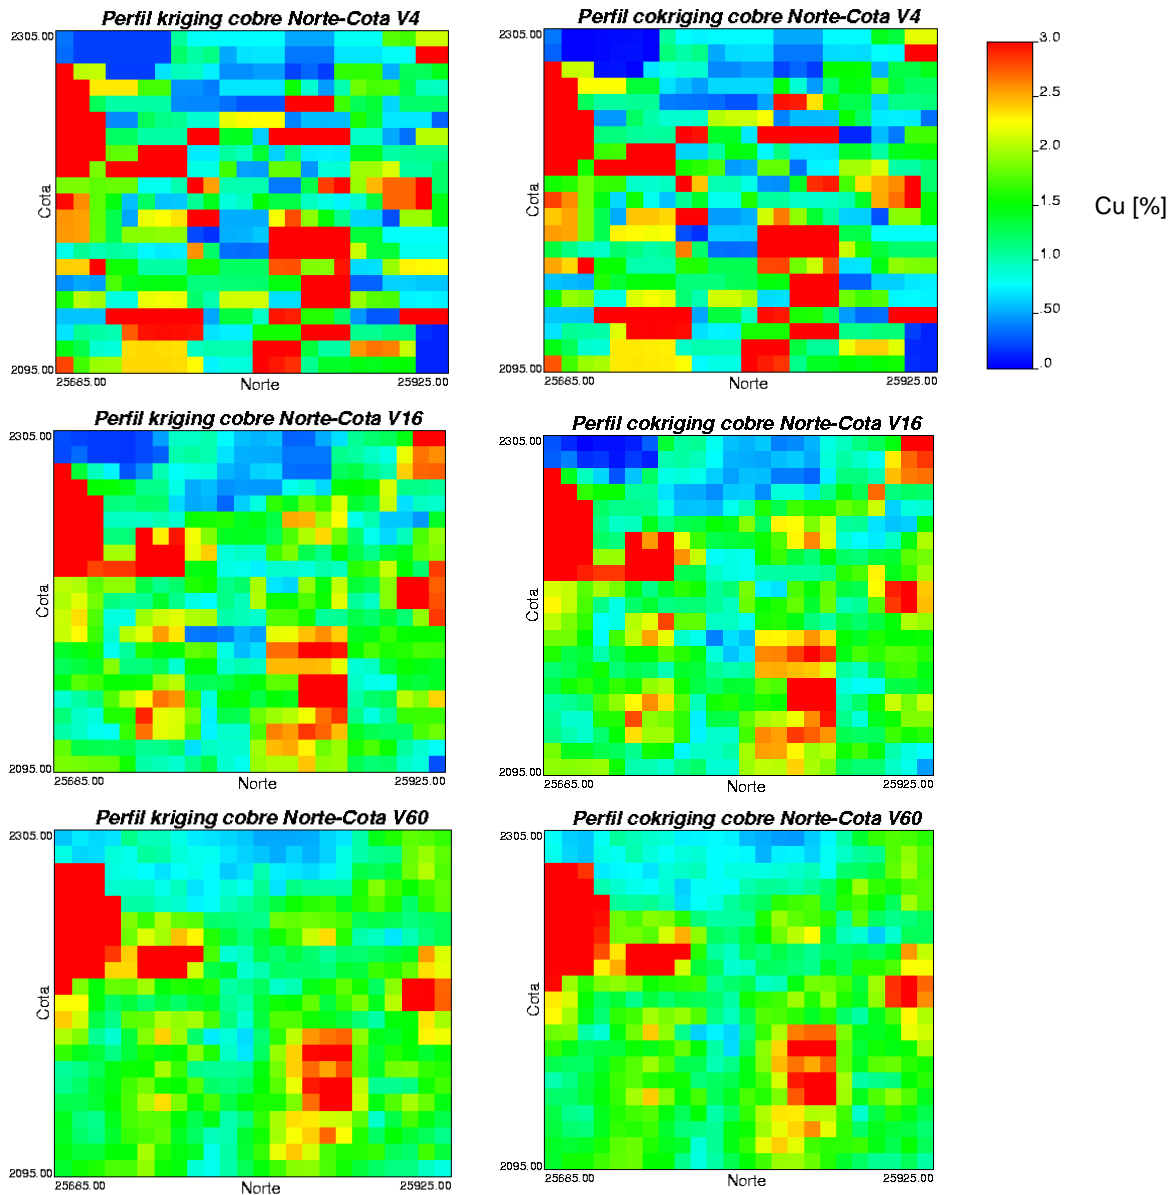 Perfil kriging cobre Norte-Cota V4
2305.00
Cota
2095.00
25685.00
Norte
25925.00
Perfil cokriging cobre Norte-Cota V4
2305.00
Cota
2095.00
25685.00
Norte
25925.00
3.0
2.5
2.0
1.5
1.0
.50
.0
Cu [%]
Perfil kriging cobre Norte-Cota V16
2305.00
Cota
2095.00
25685.00
Norte
25925.00
Perfil cokriging cobre Norte-Cota V16
2305.00
Cota
2095.00
25685.00
Norte
25925.00
Perfil kriging cobre Norte-Cota V60
2305.00
Cota
2095.00
25685.00
Norte
25925.00
Perfil cokriging cobre Norte-Cota V60
2305.00
Cota
2095.00
25685.00
Norte
25925.00